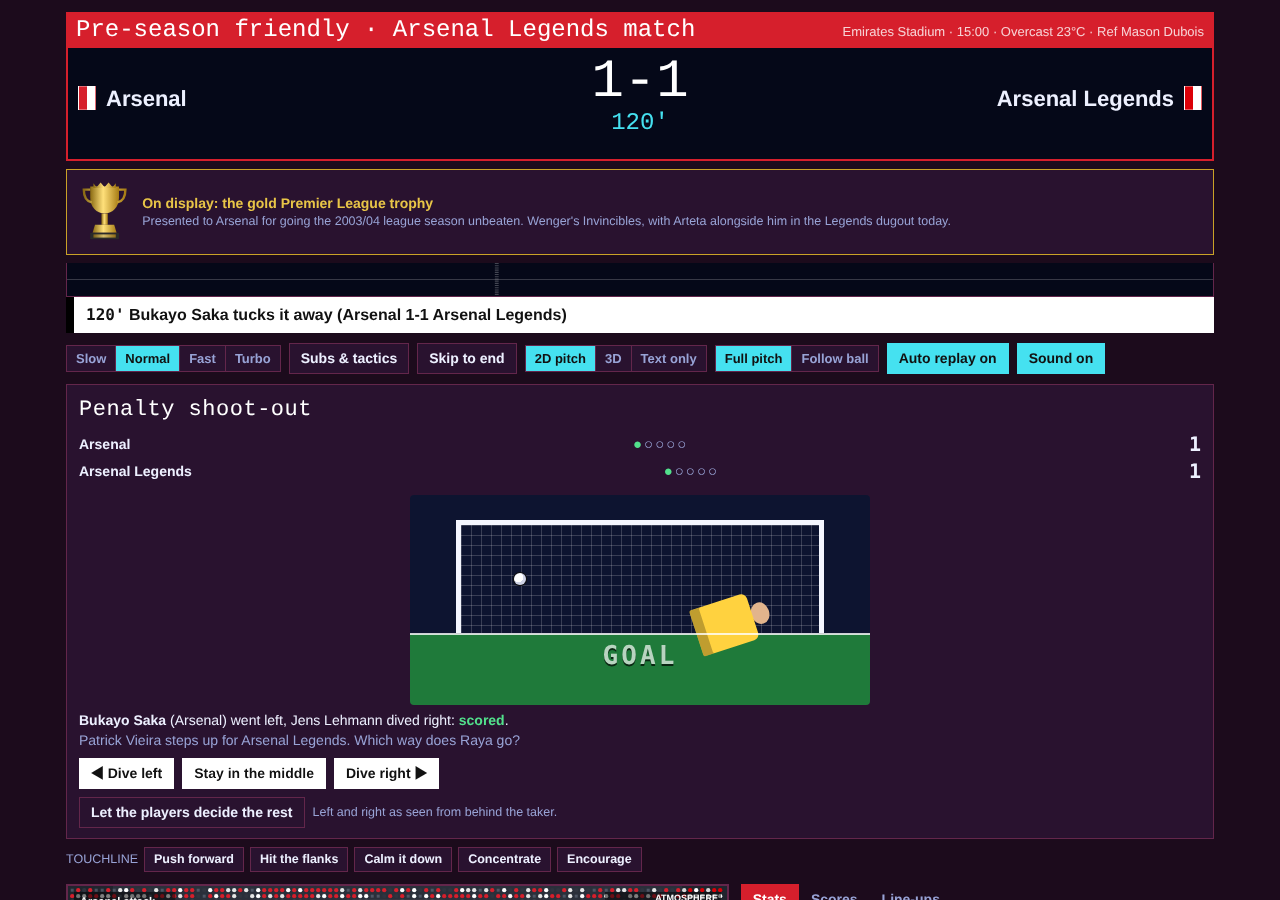 Pre-season friendly · Arsenal Legends match
Emirates Stadium · 15:00 · Overcast 23°C · Ref Mason Dubois
Arsenal
1-1
Arsenal Legends
120'
On display: the gold Premier League trophy
Presented to Arsenal for going the 2003/04 league season unbeaten. Wenger's Invincibles, with Arteta alongside him in the Legends dugout today.
120' Bukayo Saka tucks it away (Arsenal 1-1 Arsenal Legends)
Slow Normal Fast Turbo Subs & tactics Skip to end 2D pitch 3D Text only Full pitch Follow ball Auto replay on Sound on
Penalty shoot-out
Arsenal 1
Arsenal Legends 1
GOAL
Bukayo Saka (Arsenal) went left, Jens Lehmann dived right: scored.
Patrick Vieira steps up for Arsenal Legends. Which way does Raya go?
Dive left Stay in the middle Dive right
Let the players decide the rest Left and right as seen from behind the taker.
TOUCHLINE Push forward Hit the flanks Calm it down Concentrate Encourage
Arsenal attack ATMOSPHERE Stats Scores Line-ups